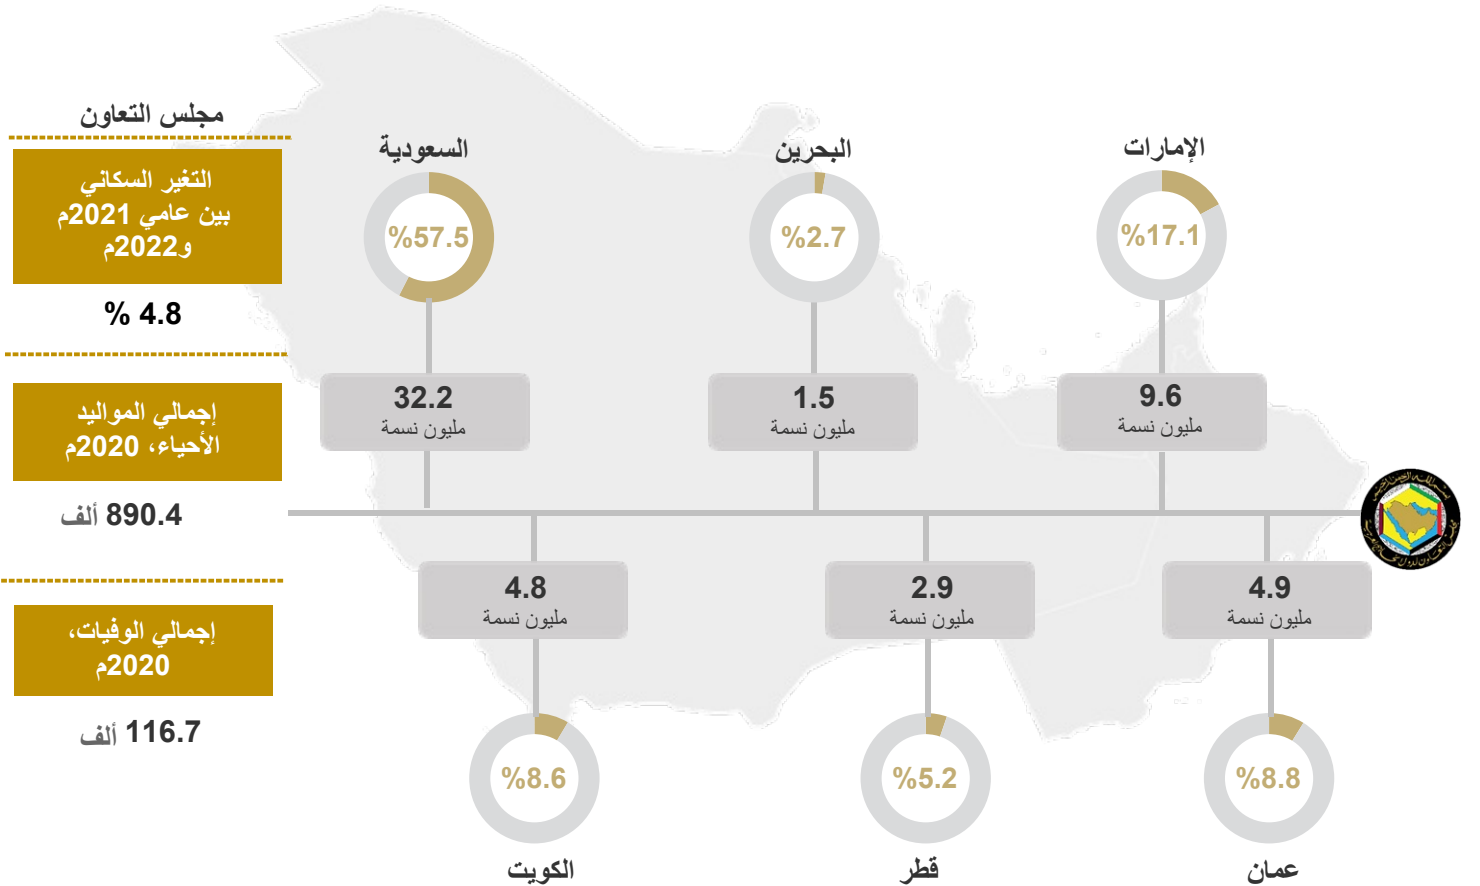 مجلس التعاون
التغير السكاني
بين عامي 2021م
و2022م
% 4.8
إجمالي المواليد
الأحياء، 2020م
890.4 ألف
إجمالي الوفيات،
2020م
116.7 ألف
الإمارات
%17.1
9.6
مليون نسمة
البحرين
%2.7
1.5
مليون نسمة
السعودية
%57.5
32.2
مليون نسمة
4.9
مليون نسمة
%8.8
عمان
2.9
مليون نسمة
%5.2
قطر
4.8
مليون نسمة
%8.6
الكويت